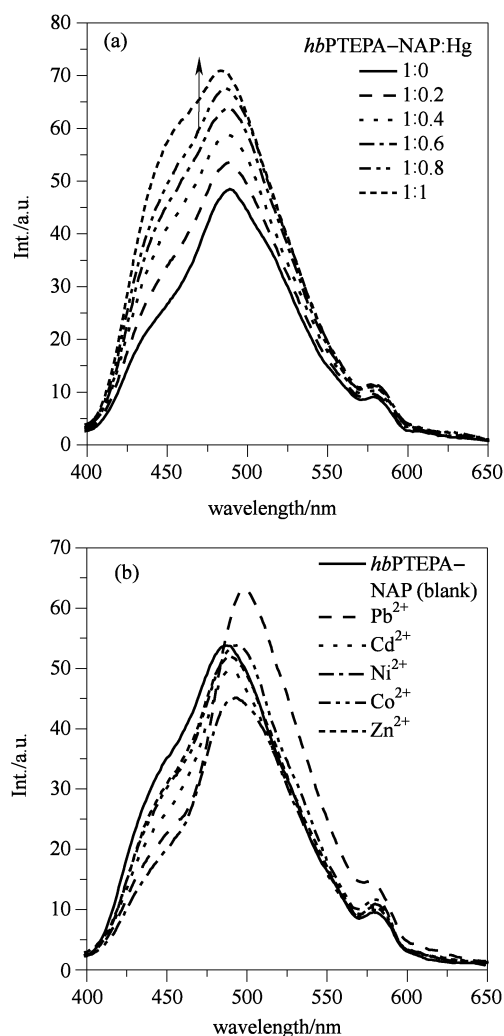 (a)
hbPTEPA−NAP:Hg
1:0
1:0.2
1:0.4
1:0.6
1:0.8
1:1
80
70
60
50
40
30
20
10
0
Int./a.u.
400 450 500 550 600 650
wavelength/nm
(b)
hbPTEPA−
NAP (blank)
Pb²⁺
Cd²⁺
Ni²⁺
Co²⁺
Zn²⁺
70
60
50
40
30
20
10
0
Int./a.u.
400 450 500 550 600 650
wavelength/nm